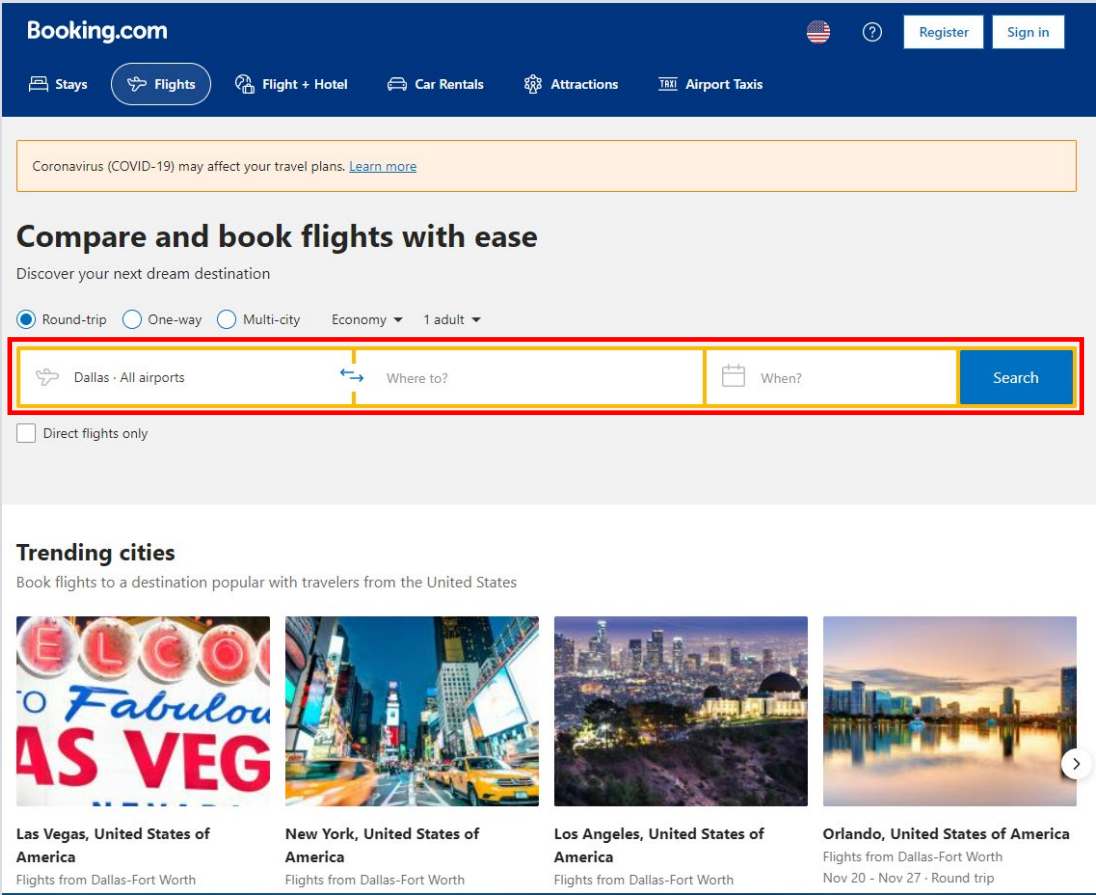 Booking.com
Register
Sign in
Stays
Flights
Flight + Hotel
Car Rentals
Attractions
TAXI Airport Taxis
Coronavirus (COVID-19) may affect your travel plans. Learn more
Compare and book flights with ease
Discover your next dream destination
Round-trip One-way Multi-city Economy 1 adult
Dallas · All airports Where to? When? Search
Direct flights only
Trending cities
Book flights to a destination popular with travelers from the United States
ELCO
TO Fabulou
AS VEG
Las Vegas, United States of
America
Flights from Dallas-Fort Worth
New York, United States of
America
Flights from Dallas-Fort Worth
Los Angeles, United States of
America
Flights from Dallas-Fort Worth
Orlando, United States of America
Flights from Dallas-Fort Worth
Nov 20 - Nov 27 · Round trip